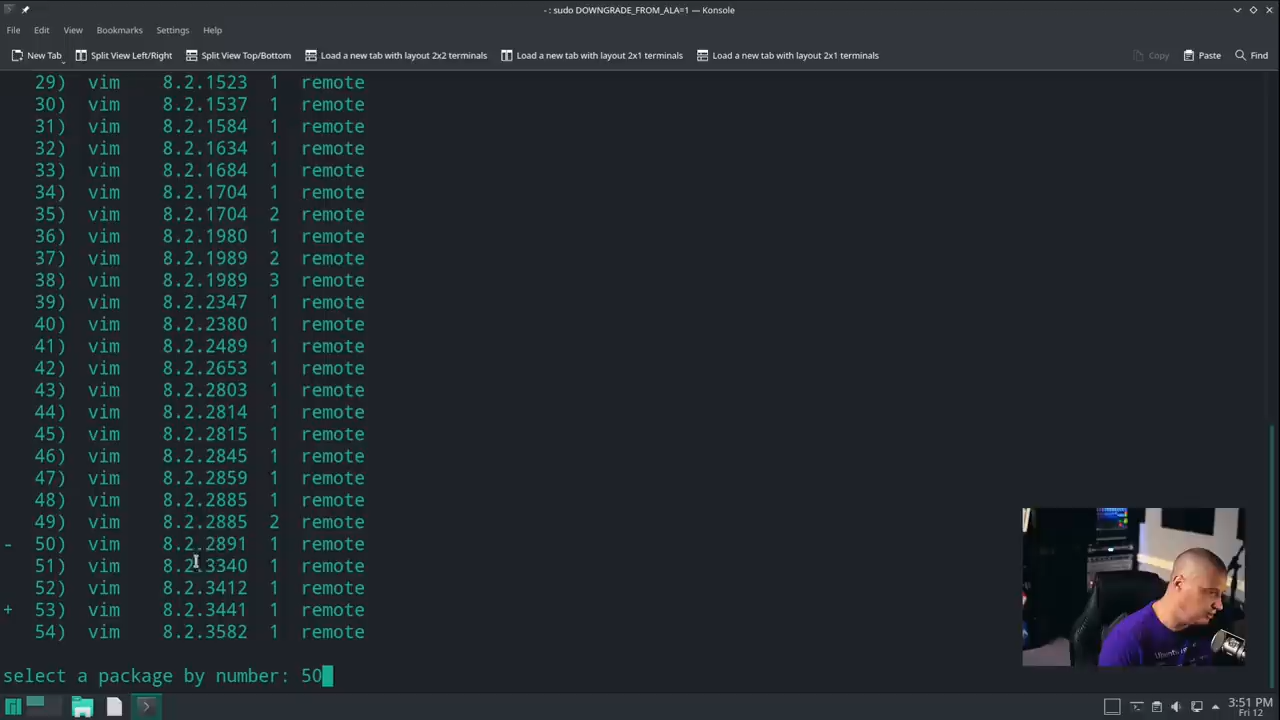 - : sudo DOWNGRADE_FROM_ALA=1 — Konsole
File Edit View Bookmarks Settings Help
New Tab Split View Left/Right Split View Top/Bottom Load a new tab with layout 2x2 terminals Load a new tab with layout 2x1 terminals Load a new tab with layout 2x1 terminals Copy Paste Find
29) vim 8.2.1523 1 remote
30) vim 8.2.1537 1 remote
31) vim 8.2.1584 1 remote
32) vim 8.2.1634 1 remote
33) vim 8.2.1684 1 remote
34) vim 8.2.1704 1 remote
35) vim 8.2.1704 2 remote
36) vim 8.2.1980 1 remote
37) vim 8.2.1989 2 remote
38) vim 8.2.1989 3 remote
39) vim 8.2.2347 1 remote
40) vim 8.2.2380 1 remote
41) vim 8.2.2489 1 remote
42) vim 8.2.2653 1 remote
43) vim 8.2.2803 1 remote
44) vim 8.2.2814 1 remote
45) vim 8.2.2815 1 remote
46) vim 8.2.2845 1 remote
47) vim 8.2.2859 1 remote
48) vim 8.2.2885 1 remote
49) vim 8.2.2885 2 remote
- 50) vim 8.2.2891 1 remote
51) vim 8.2.3340 1 remote
52) vim 8.2.3412 1 remote
+ 53) vim 8.2.3441 1 remote
54) vim 8.2.3582 1 remote
select a package by number: 50
3:51 PM
Fri 12